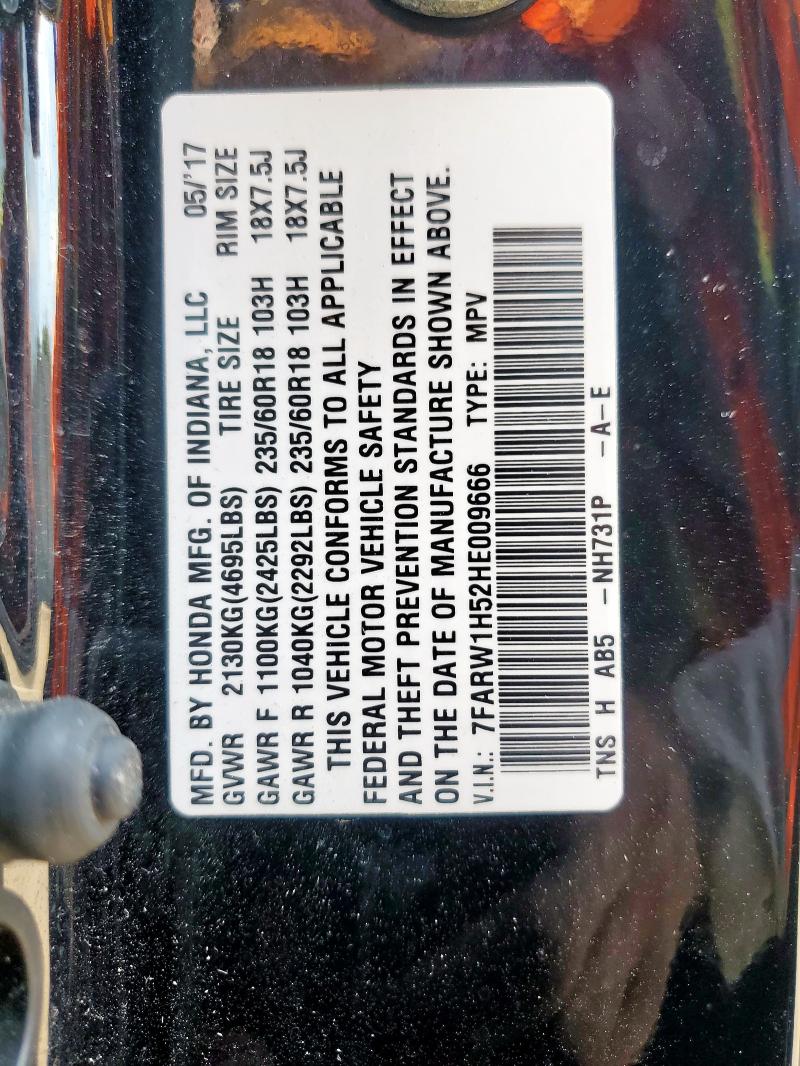 MFD. BY HONDA MFG. OF INDIANA, LLC 05/'17
GVWR 2130KG(4695LBS) TIRE SIZE RIM SIZE
GAWR F 1100KG(2425LBS) 235/60R18 103H 18X7.5J
GAWR R 1040KG(2292LBS) 235/60R18 103H 18X7.5J
THIS VEHICLE CONFORMS TO ALL APPLICABLE
FEDERAL MOTOR VEHICLE SAFETY
AND THEFT PREVENTION STANDARDS IN EFFECT
ON THE DATE OF MANUFACTURE SHOWN ABOVE.
V.I.N.: 7FARW1H52HE009666 TYPE: MPV
TNS H AB5 -NH731P -A-E